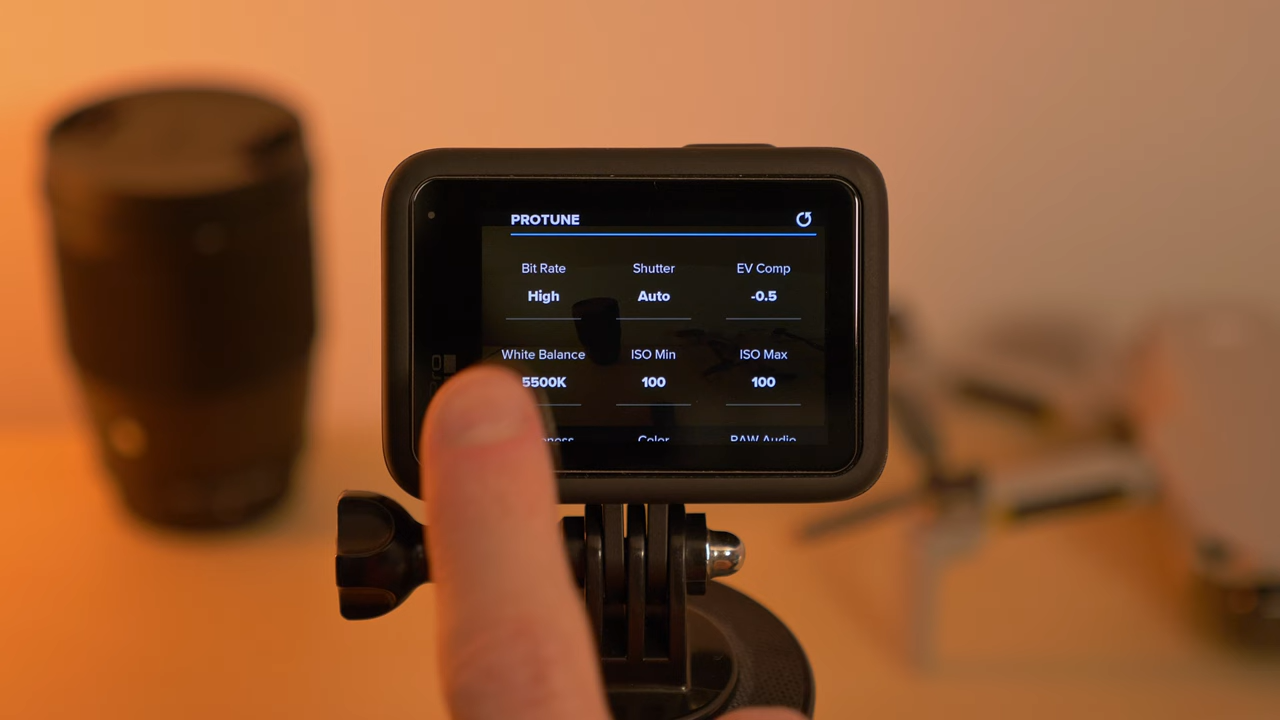 PROTUNE
Bit Rate Shutter EV Comp
High Auto -0.5
White Balance ISO Min ISO Max
5500K 100 100
Color RAW Audio